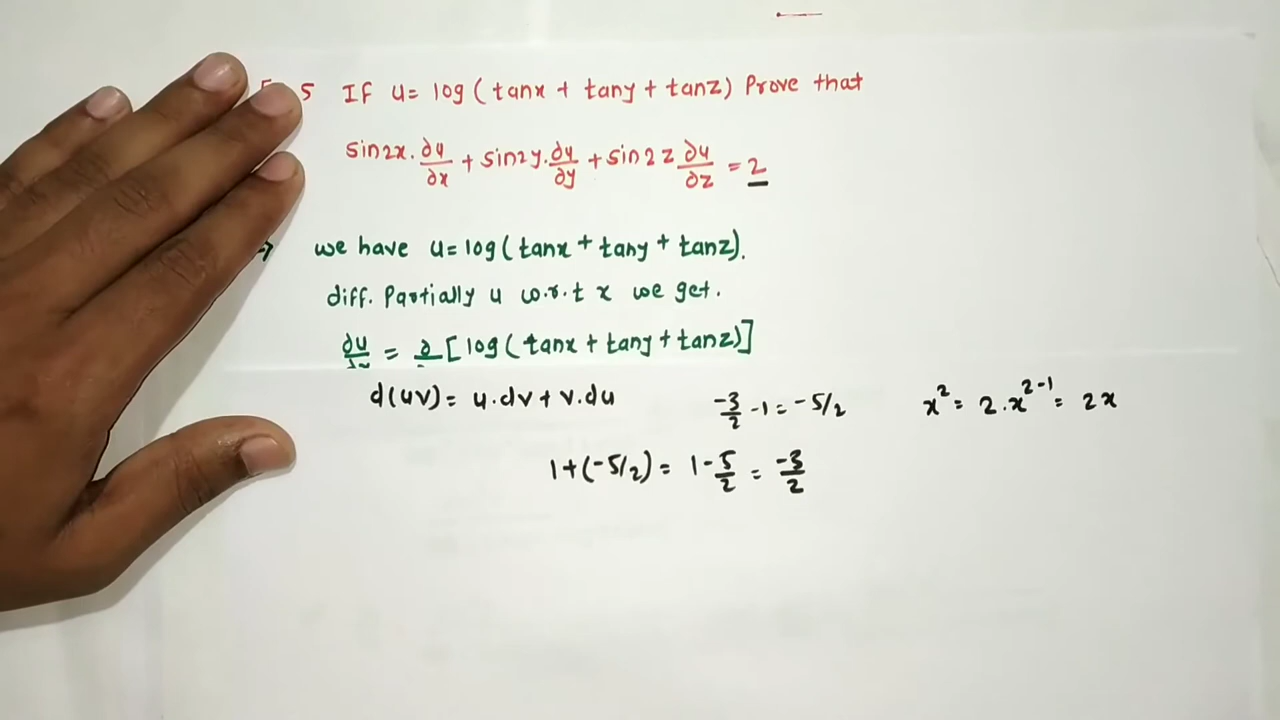 5 If u= log ( tanx + tany + tanz) Prove that
sin2x. ∂u/∂x + sin2y. ∂u/∂y + sin2z ∂u/∂z = 2
→ we have u= log ( tanx + tany + tanz).
diff. Partially u w.r.t x we get.
∂u = ∂ [log ( tanx + tany + tanz)]
d(uv) = u.dv + v.du
-3/2 -1 = -5/2
x^2 = 2.x^2-1 = 2x
1+(-5/2) = 1-5/2 = -3/2